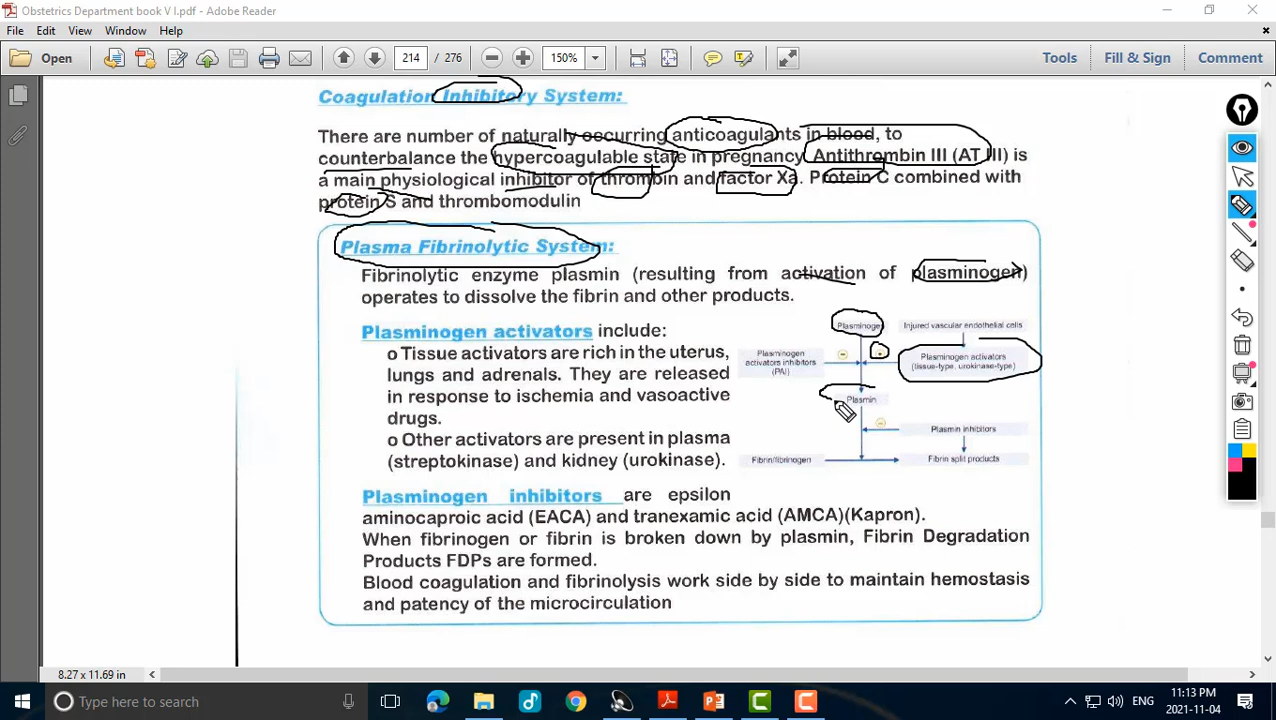 Obstetrics Department book V I.pdf - Adobe Reader
File Edit View Window Help
Open 214 / 276 150% Tools Fill & Sign Comment
Coagulation Inhibitory System:
There are number of naturally occurring anticoagulants in blood, to
counterbalance the hypercoagulable state in pregnancy. Antithrombin III (AT III) is
a main physiological inhibitor of thrombin and factor Xa. Protein C combined with
protein S and thrombomodulin
Plasma Fibrinolytic System:
Fibrinolytic enzyme plasmin (resulting from activation of plasminogen)
operates to dissolve the fibrin and other products.
Plasminogen activators include:
o Tissue activators are rich in the uterus,
lungs and adrenals. They are released
in response to ischemia and vasoactive
drugs.
o Other activators are present in plasma
(streptokinase) and kidney (urokinase).
Plasminogen Injured vascular endothelial cells
Plasminogen
activators inhibitors
(PAI)
Plasminogen activators
(tissue-type, urokinase-type)
Plasmin
Plasmin inhibitors
Fibrin/fibrinogen Fibrin split products
Plasminogen inhibitors are epsilon
aminocaproic acid (EACA) and tranexamic acid (AMCA)(Kapron).
When fibrinogen or fibrin is broken down by plasmin, Fibrin Degradation
Products FDPs are formed.
Blood coagulation and fibrinolysis work side by side to maintain hemostasis
and patency of the microcirculation
8.27 x 11.69 in
Type here to search
ENG
11:13 PM
2021-11-04